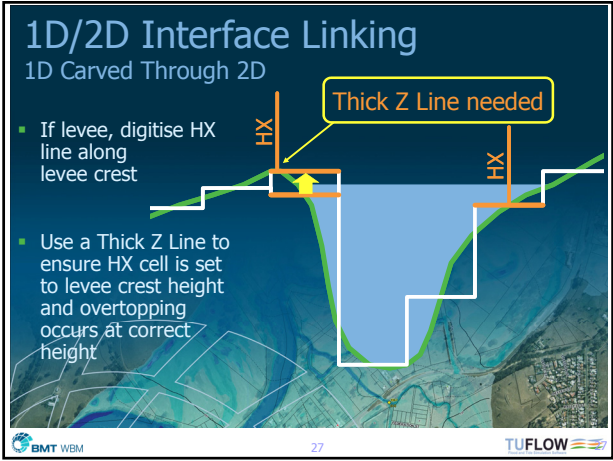 1D/2D Interface Linking
1D Carved Through 2D
Thick Z Line needed
HX
HX
▪ If levee, digitise HX
line along
levee crest
▪ Use a Thick Z Line to
ensure HX cell is set
to levee crest height
and overtopping
occurs at correct
height
BMT WBM
27
TUFLOW
27